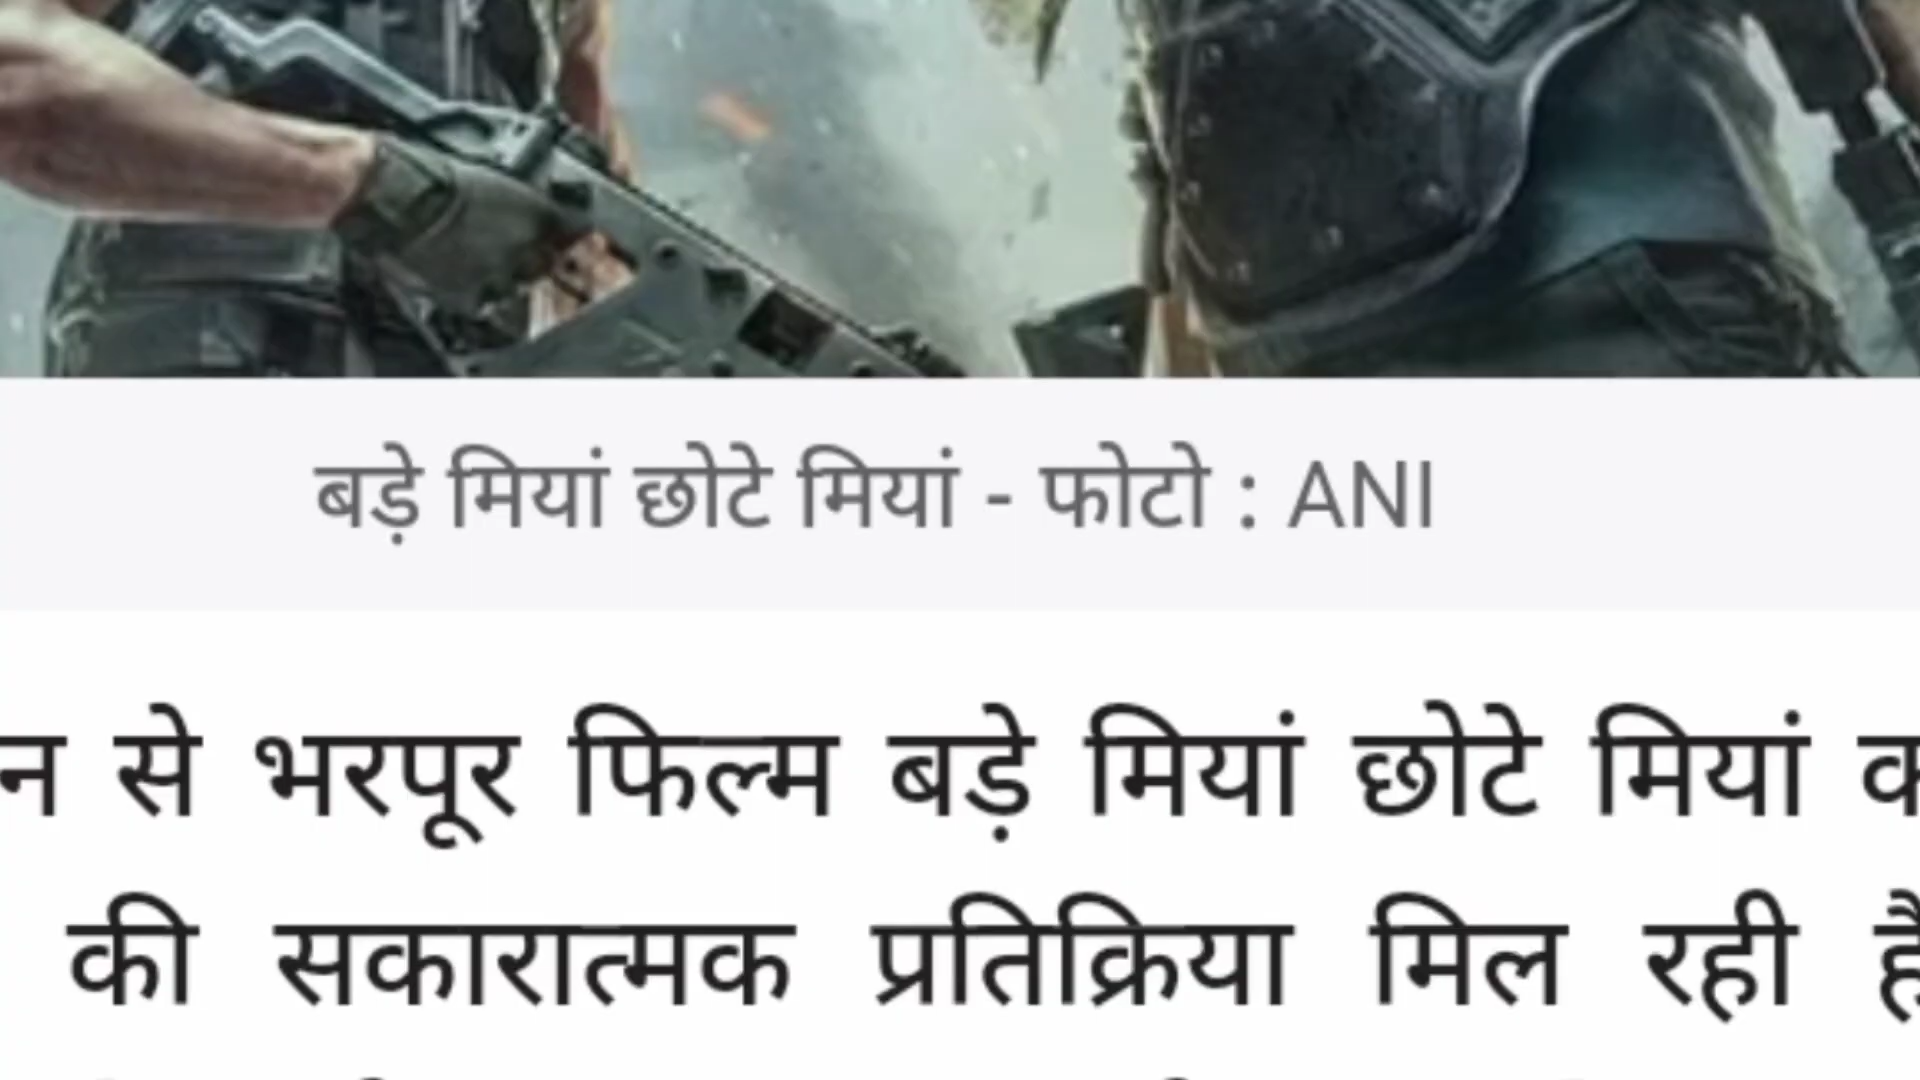 बड़े मियां छोटे मियां - फोटो : ANI
से भरपूर फिल्म बड़े मियां छोटे मियां
की सकारात्मक प्रतिक्रिया मिल रही